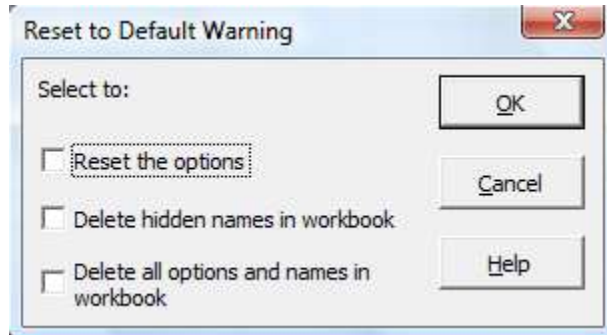 Reset to Default Warning
Select to:
OK
Reset the options
Cancel
Delete hidden names in workbook
Help
Delete all options and names in
workbook